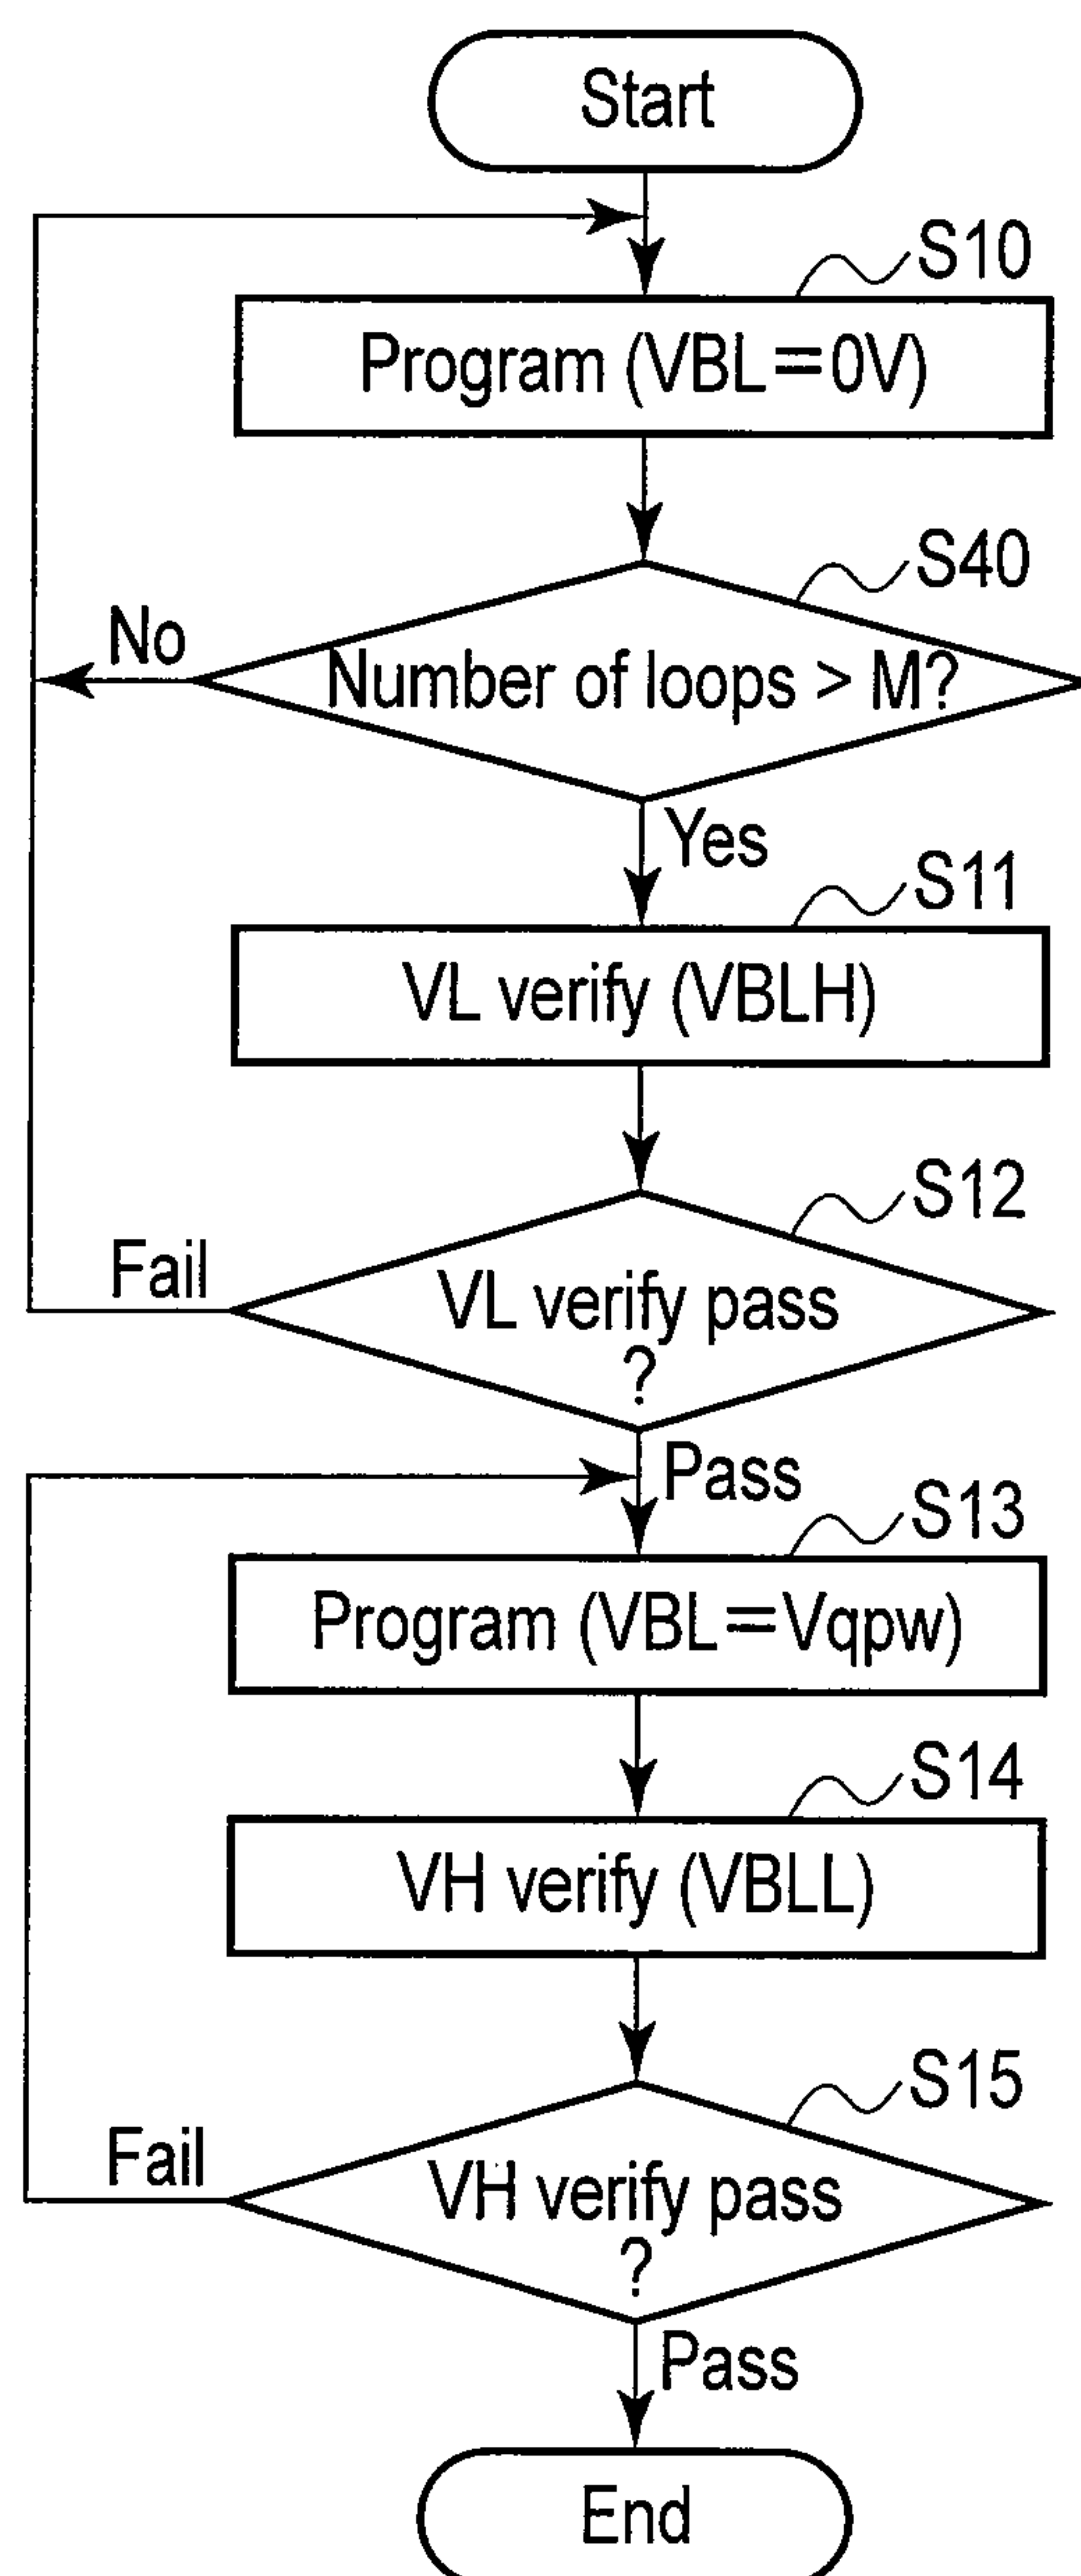 Start
S10
Program (VBL=0V)
S40
No
Number of loops > M?
Yes
S11
VL verify (VBLH)
S12
Fail
VL verify pass
?
Pass
S13
Program (VBL=Vqpw)
S14
VH verify (VBLL)
S15
Fail
VH verify pass
?
Pass
End